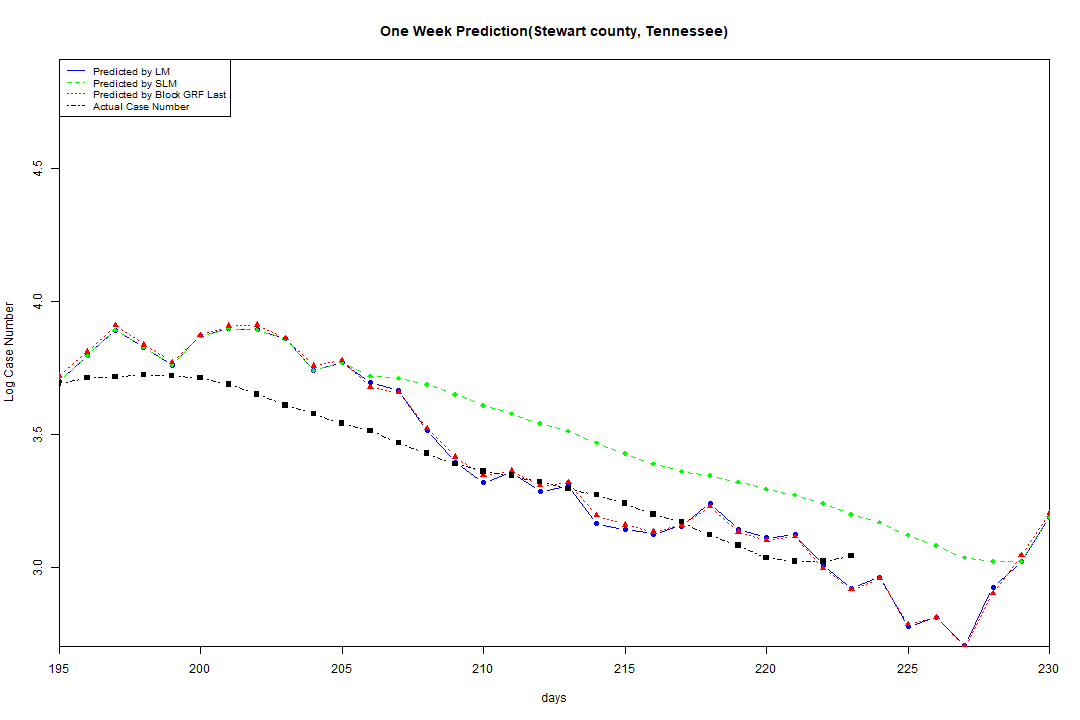 One Week Prediction(Stewart county, Tennessee)
Predicted by LM
Predicted by SLM
Predicted by Block GRF Last
Actual Case Number
4.5
4.0
3.5
3.0
Log Case Number
195 200 205 210 215 220 225 230
days